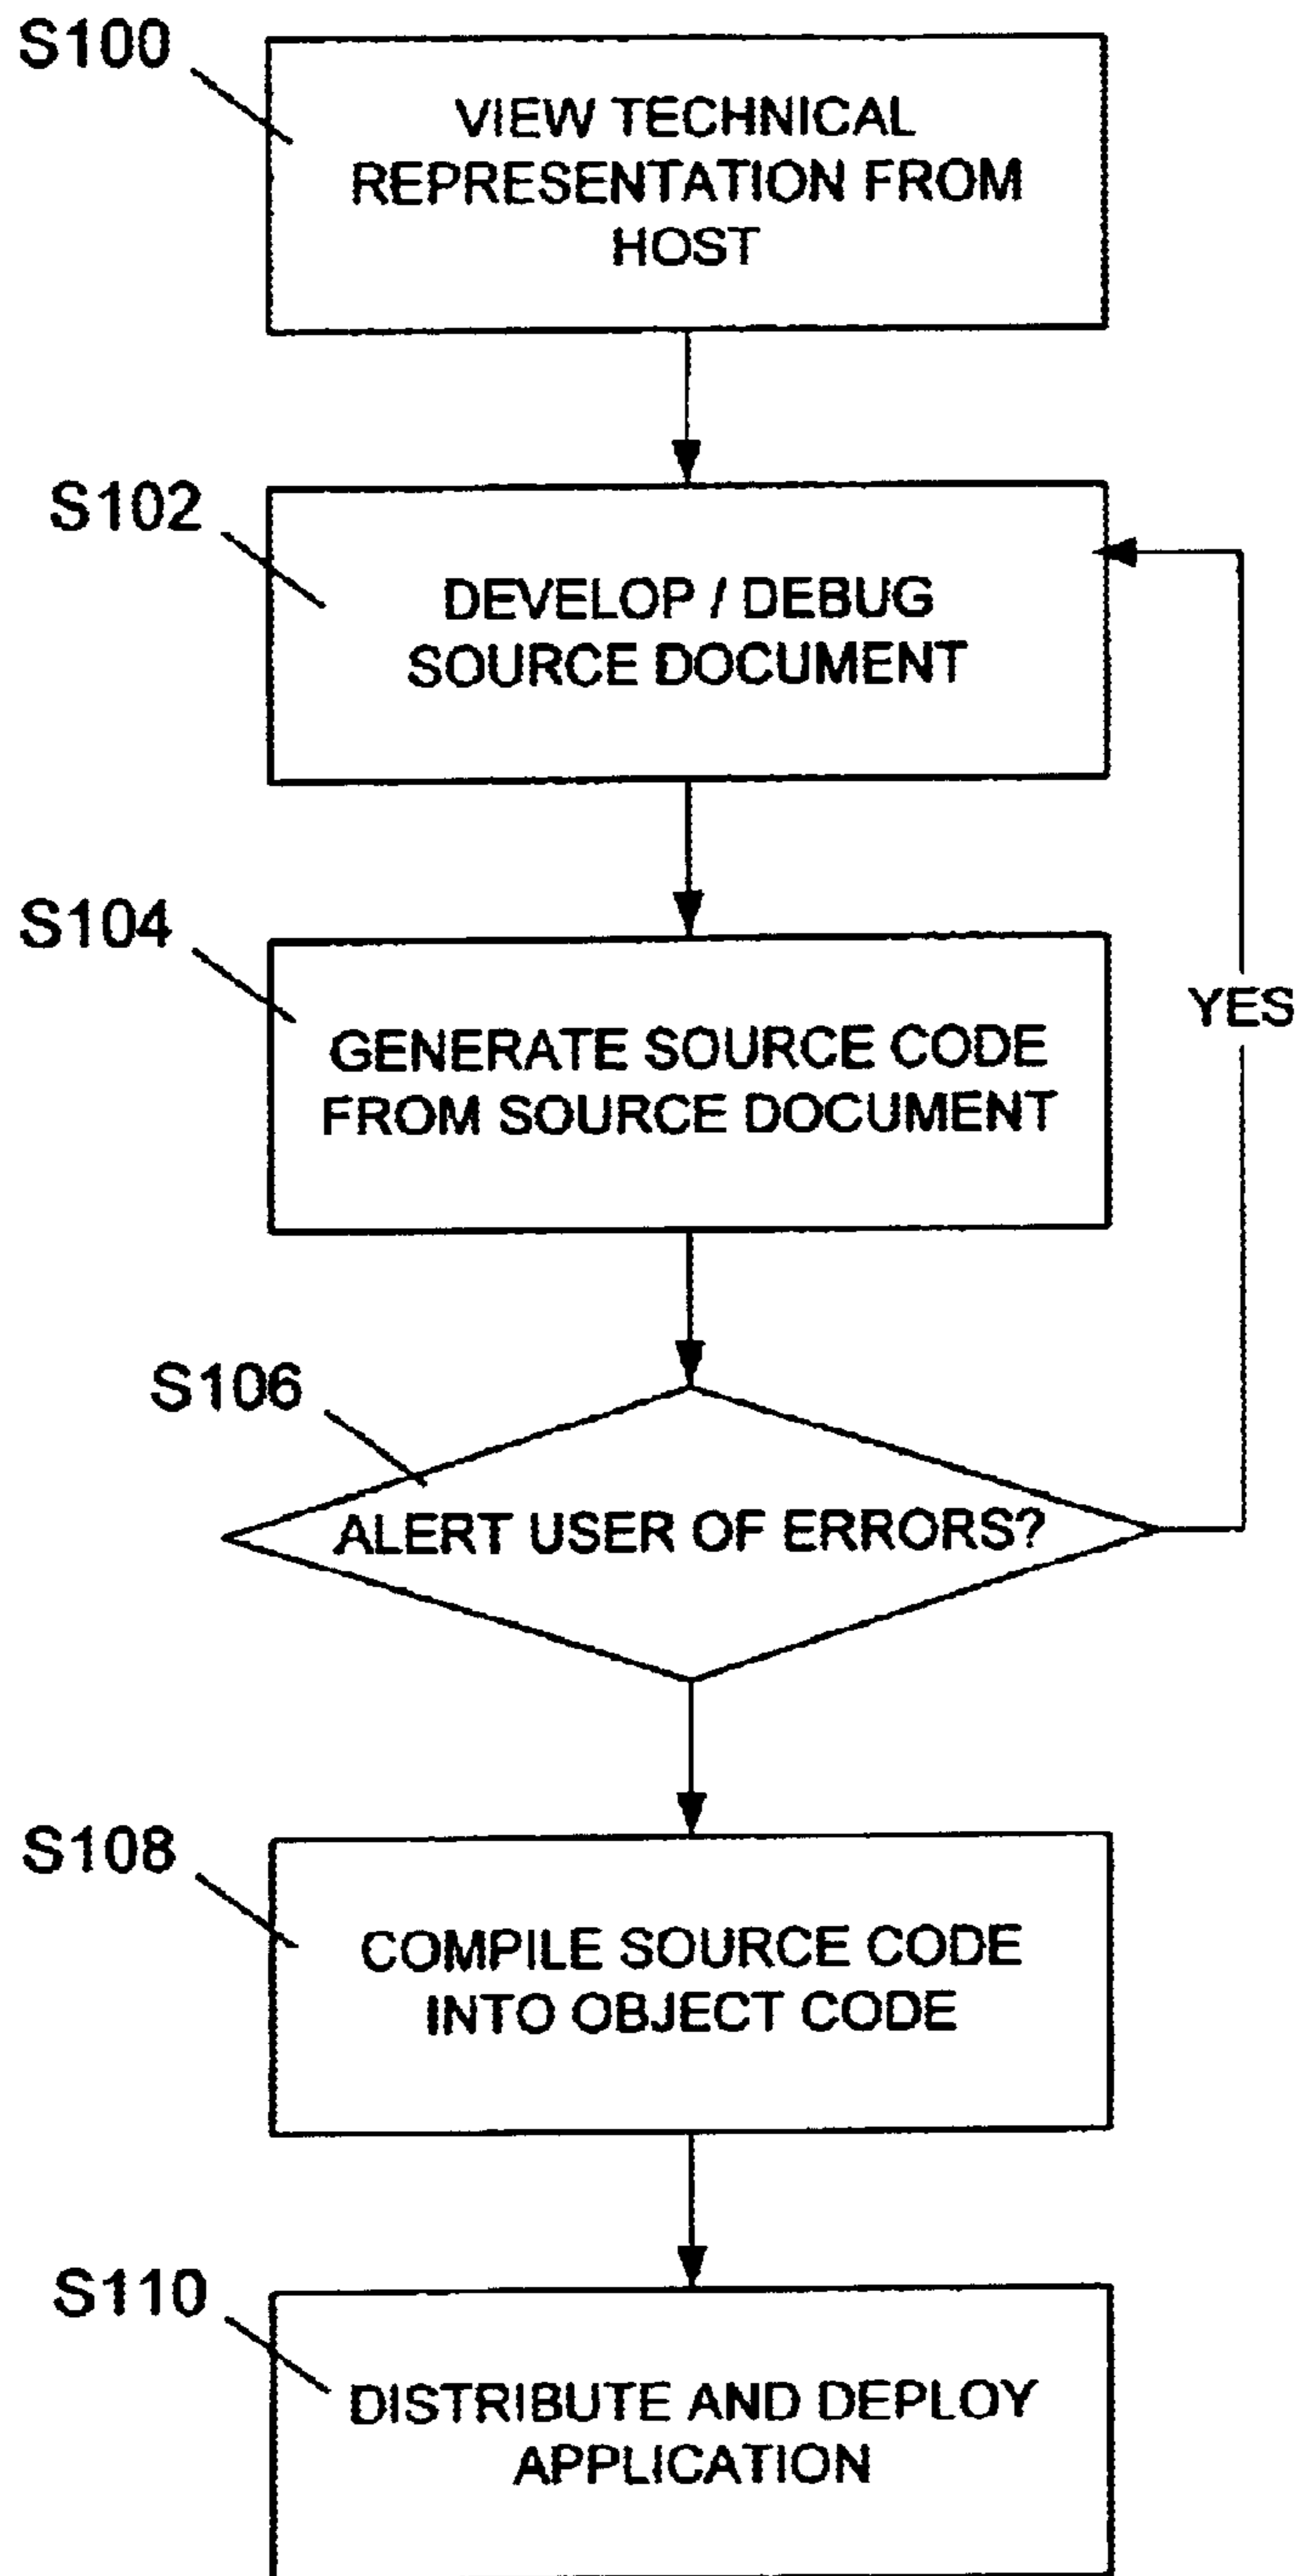 S100
VIEW TECHNICAL
REPRESENTATION FROM
HOST
S102
DEVELOP / DEBUG
SOURCE DOCUMENT
S104
GENERATE SOURCE CODE
FROM SOURCE DOCUMENT
YES
S106
ALERT USER OF ERRORS?
S108
COMPILE SOURCE CODE
INTO OBJECT CODE
S110
DISTRIBUTE AND DEPLOY
APPLICATION